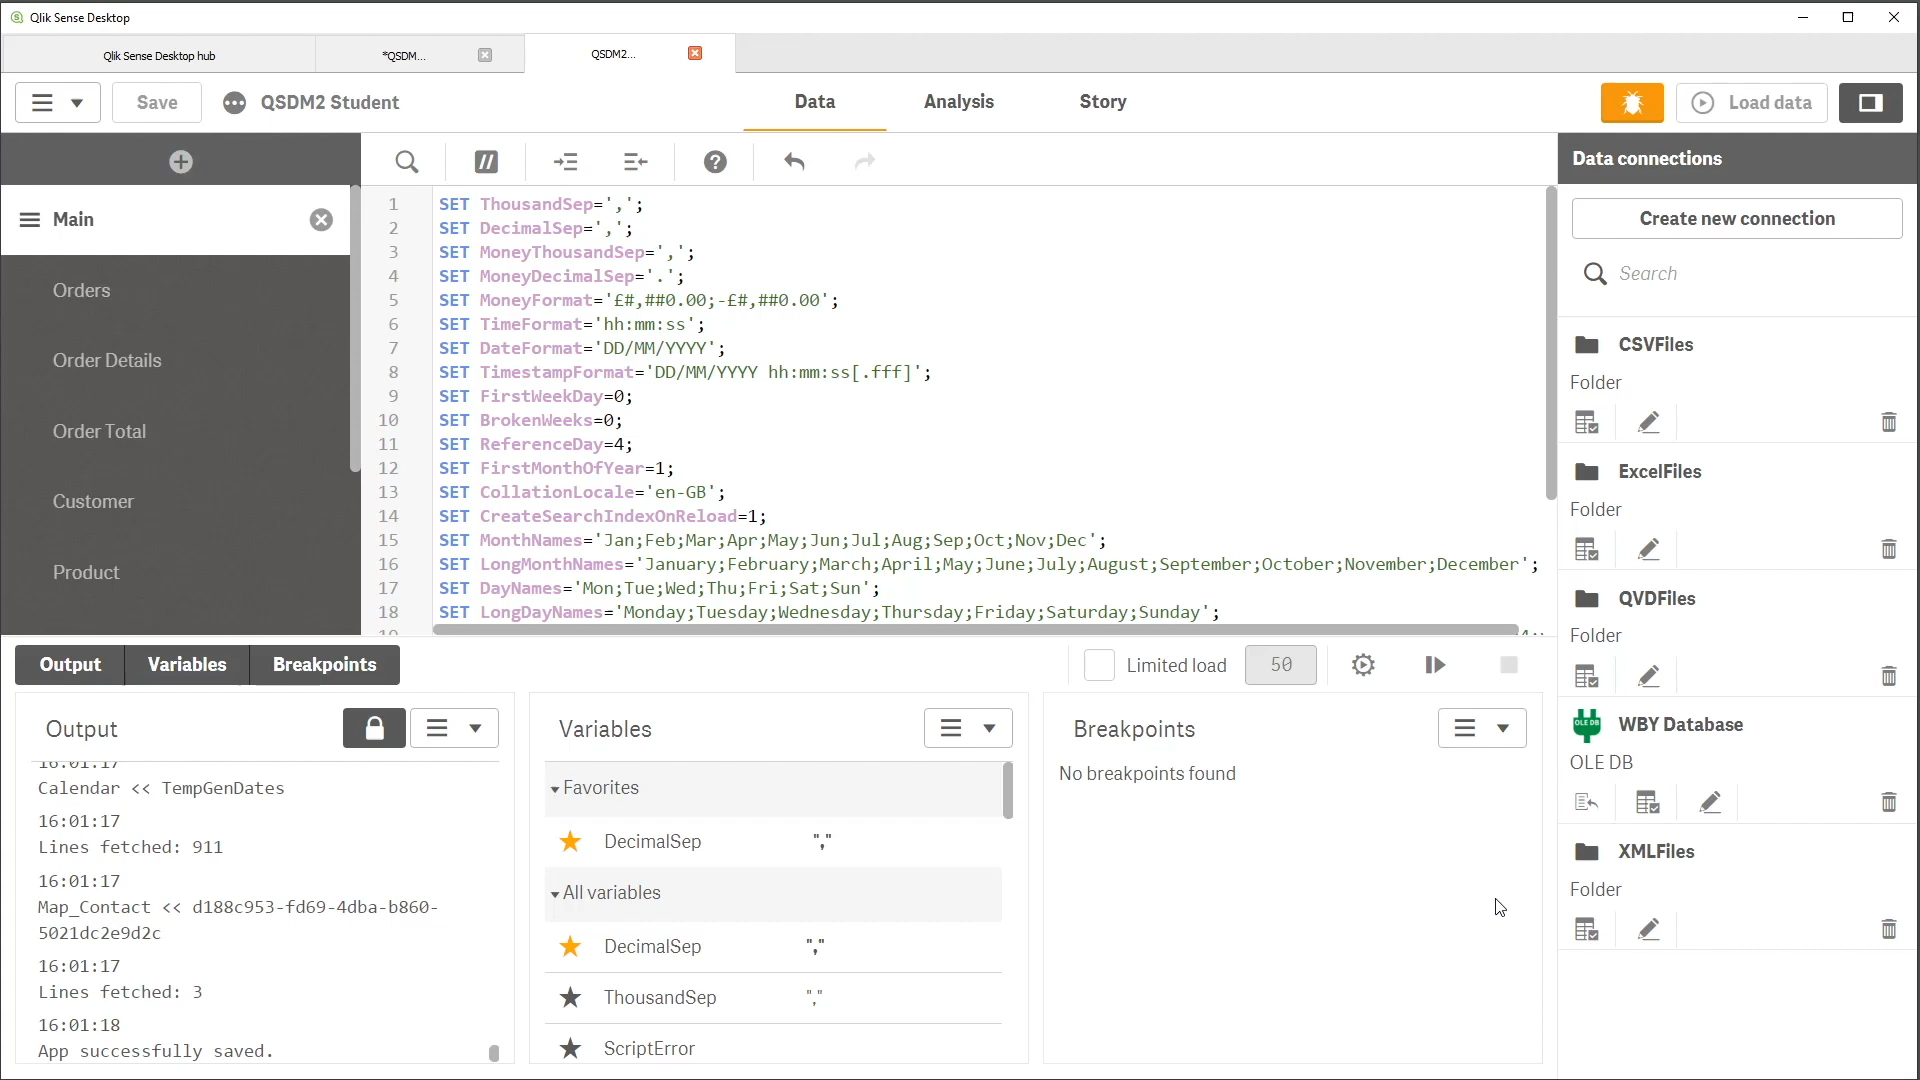 Qlik Sense Desktop
Qlik Sense Desktop hub
*QSDM...
QSDM2...
Save
QSDM2 Student
Data
Analysis
Story
Load data
Main
Orders
Order Details
Order Total
Customer
Product
1 SET ThousandSep=',';
2 SET DecimalSep=',';
3 SET MoneyThousandSep=',';
4 SET MoneyDecimalSep='.';
5 SET MoneyFormat='£#,##0.00;-£#,##0.00';
6 SET TimeFormat='hh:mm:ss';
7 SET DateFormat='DD/MM/YYYY';
8 SET TimestampFormat='DD/MM/YYYY hh:mm:ss[.fff]';
9 SET FirstWeekDay=0;
10 SET BrokenWeeks=0;
11 SET ReferenceDay=4;
12 SET FirstMonthOfYear=1;
13 SET CollationLocale='en-GB';
14 SET CreateSearchIndexOnReload=1;
15 SET MonthNames='Jan;Feb;Mar;Apr;May;Jun;Jul;Aug;Sep;Oct;Nov;Dec';
16 SET LongMonthNames='January;February;March;April;May;June;July;August;September;October;November;December';
17 SET DayNames='Mon;Tue;Wed;Thu;Fri;Sat;Sun';
18 SET LongDayNames='Monday;Tuesday;Wednesday;Thursday;Friday;Saturday;Sunday';
Data connections
Create new connection
Search
CSVFiles
Folder
ExcelFiles
Folder
QVDFiles
Folder
OLE DB
WBY Database
OLE DB
XMLFiles
Folder
Output
Variables
Breakpoints
Limited load
50
Output
16:01:17
Calendar << TempGenDates
16:01:17
Lines fetched: 911
16:01:17
Map_Contact << d188c953-fd69-4dba-b860-
5021dc2e9d2c
16:01:17
Lines fetched: 3
16:01:18
App successfully saved.
Variables
Favorites
DecimalSep ","
All variables
DecimalSep ","
ThousandSep ","
ScriptError
Breakpoints
No breakpoints found